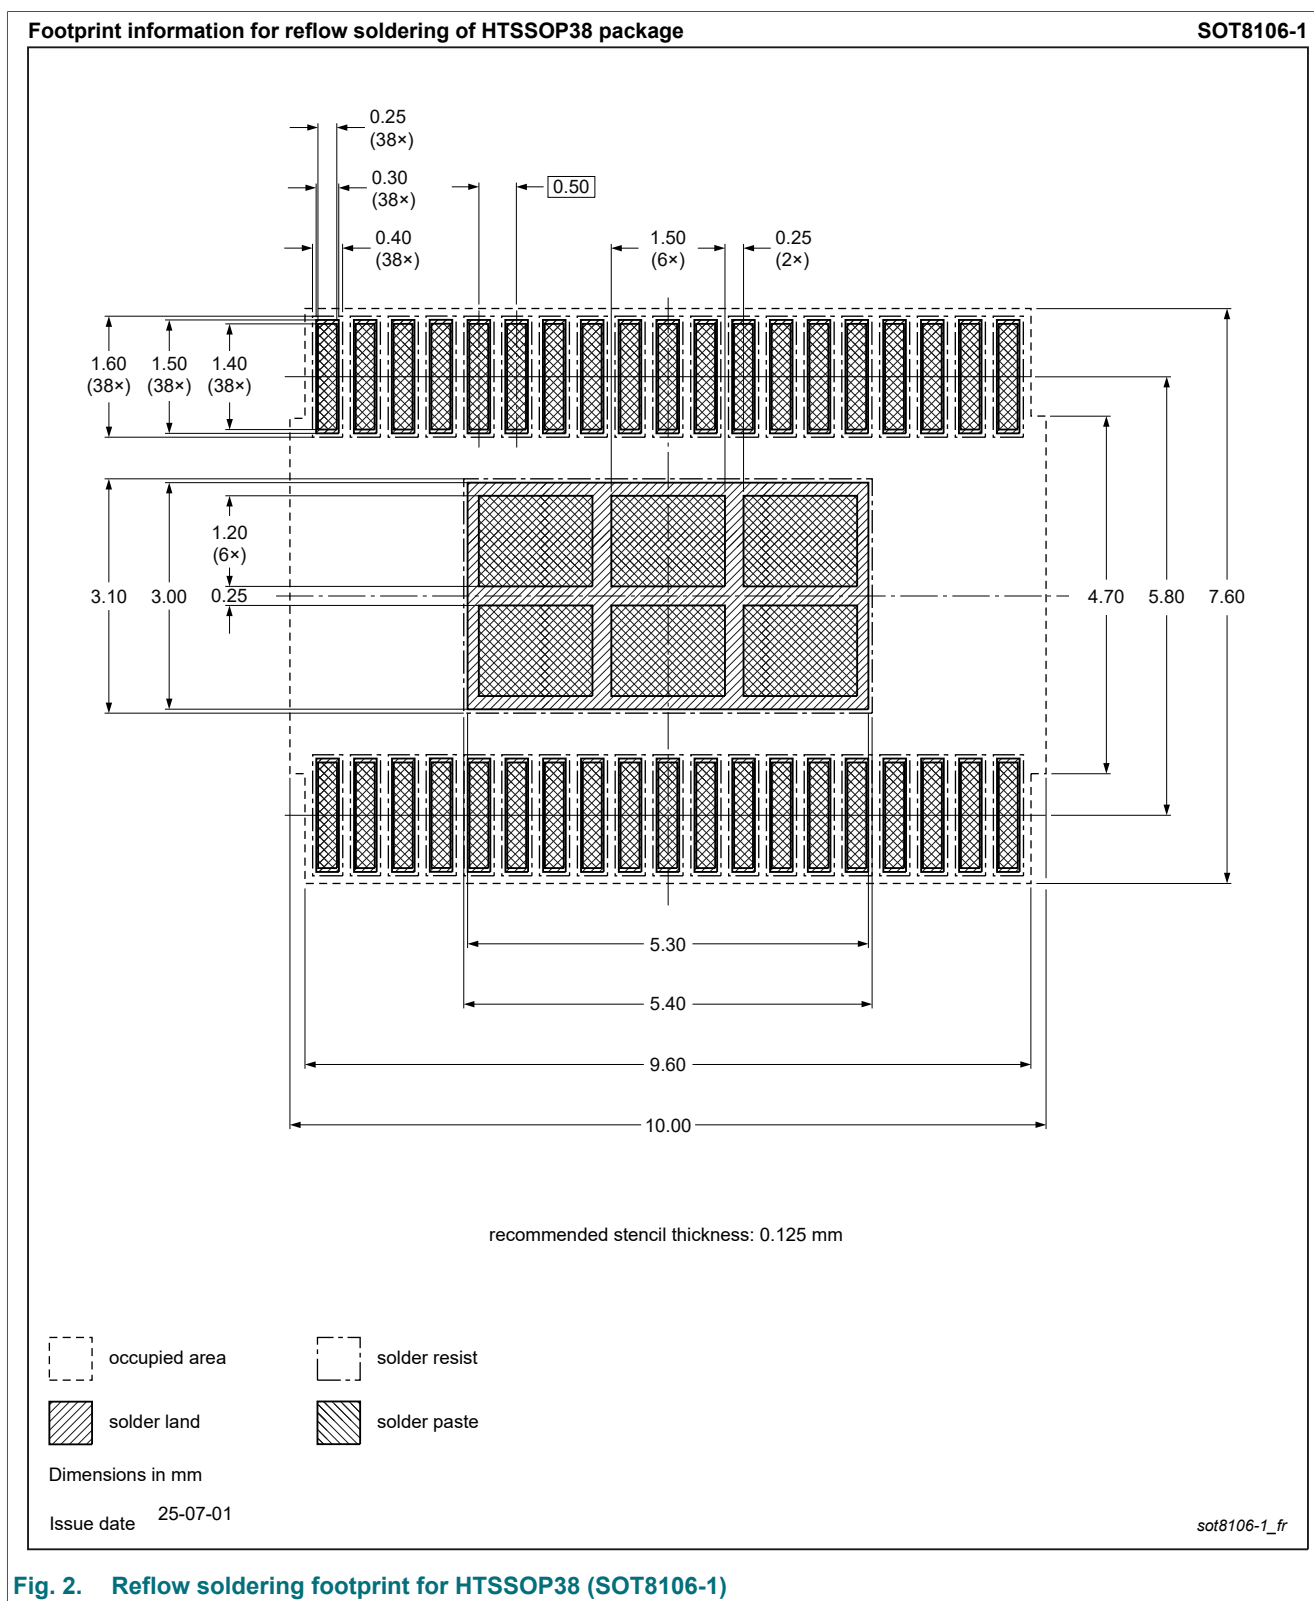 Footprint information for reflow soldering of HTSSOP38 package SOT8106-1
0.25
(38×)
0.30
(38×)
0.50
0.40
(38×)
1.50
(6×)
0.25
(2×)
1.60
(38×)
1.50
(38×)
1.40
(38×)
1.20
(6×)
3.10 3.00 0.25 4.70 5.80 7.60
5.30
5.40
9.60
10.00
recommended stencil thickness: 0.125 mm
occupied area solder resist
solder land solder paste
Dimensions in mm
Issue date 25-07-01
sot8106-1_fr
Fig. 2. Reflow soldering footprint for HTSSOP38 (SOT8106-1)